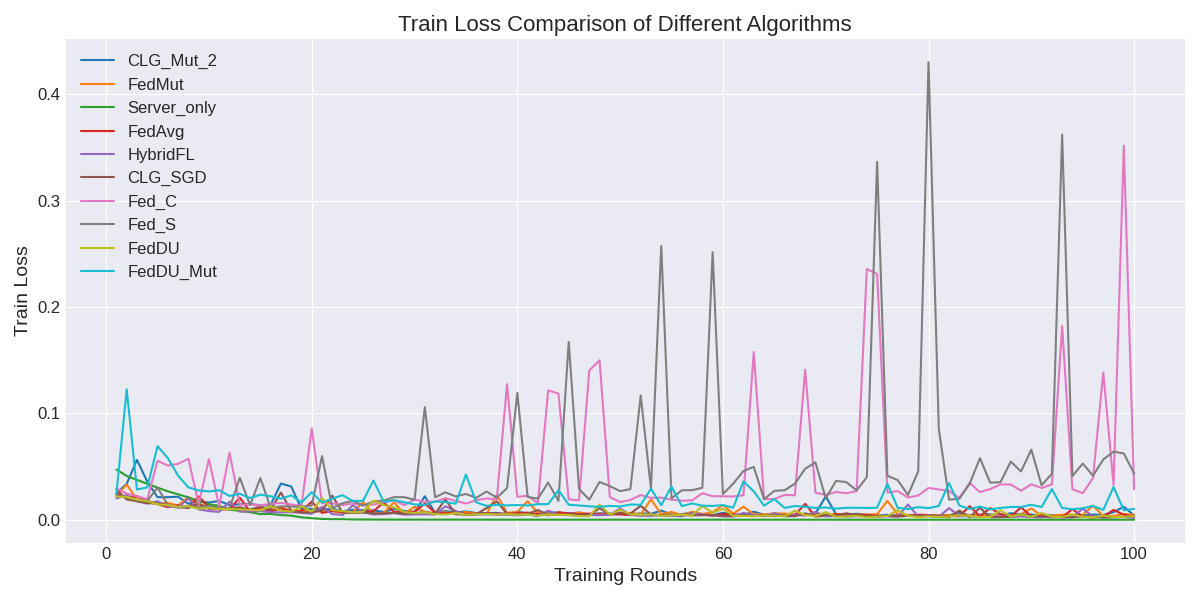 Train Loss Comparison of Different Algorithms
CLG_Mut_2
FedMut
Server_only
FedAvg
HybridFL
CLG_SGD
Fed_C
Fed_S
FedDU
FedDU_Mut
Train Loss
0.4
0.3
0.2
0.1
0.0
0 20 40 60 80 100
Training Rounds